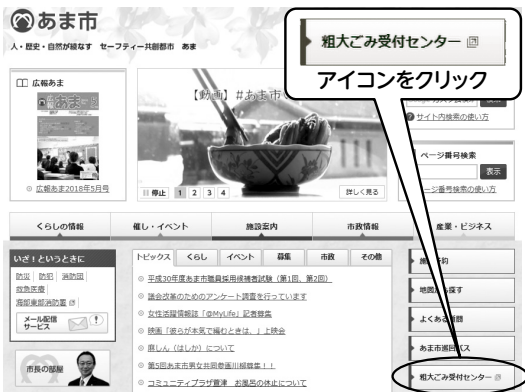 あま市
人・歴史・自然が綾なす セーフティー共創都市 あま
粗大ごみ受付センター
アイコンをクリック
広報あま
広報あま2018年5月号
【動画】#あま市
停止 1 2 3 4
詳しく見る
表示
サイト内検索の使い方
ページ番号検索
表示
ページ番号検索の使い方
くらしの情報 催し・イベント 施設案内 市政情報 産業・ビジネス
いざ！というときに
防災 防犯 消防団
救急医療
海部東部消防署
メール配信
サービス
市長の部屋
トピックス くらし イベント 募集 市政 その他
平成30年度あま市職員採用候補者試験（第1回、第2回）
議会改革のためのアンケート調査を行っています
女性活躍情報誌「@MyLife」記者募集
映画「彼らが本気で編むときは、」上映会
麻しん（はしか）について
第5回あま市男女共同参画川柳募集！！
コミュニティプラザ萱津 お風呂の休止について
よくある質問
あま市巡回バス
粗大ごみ受付センター